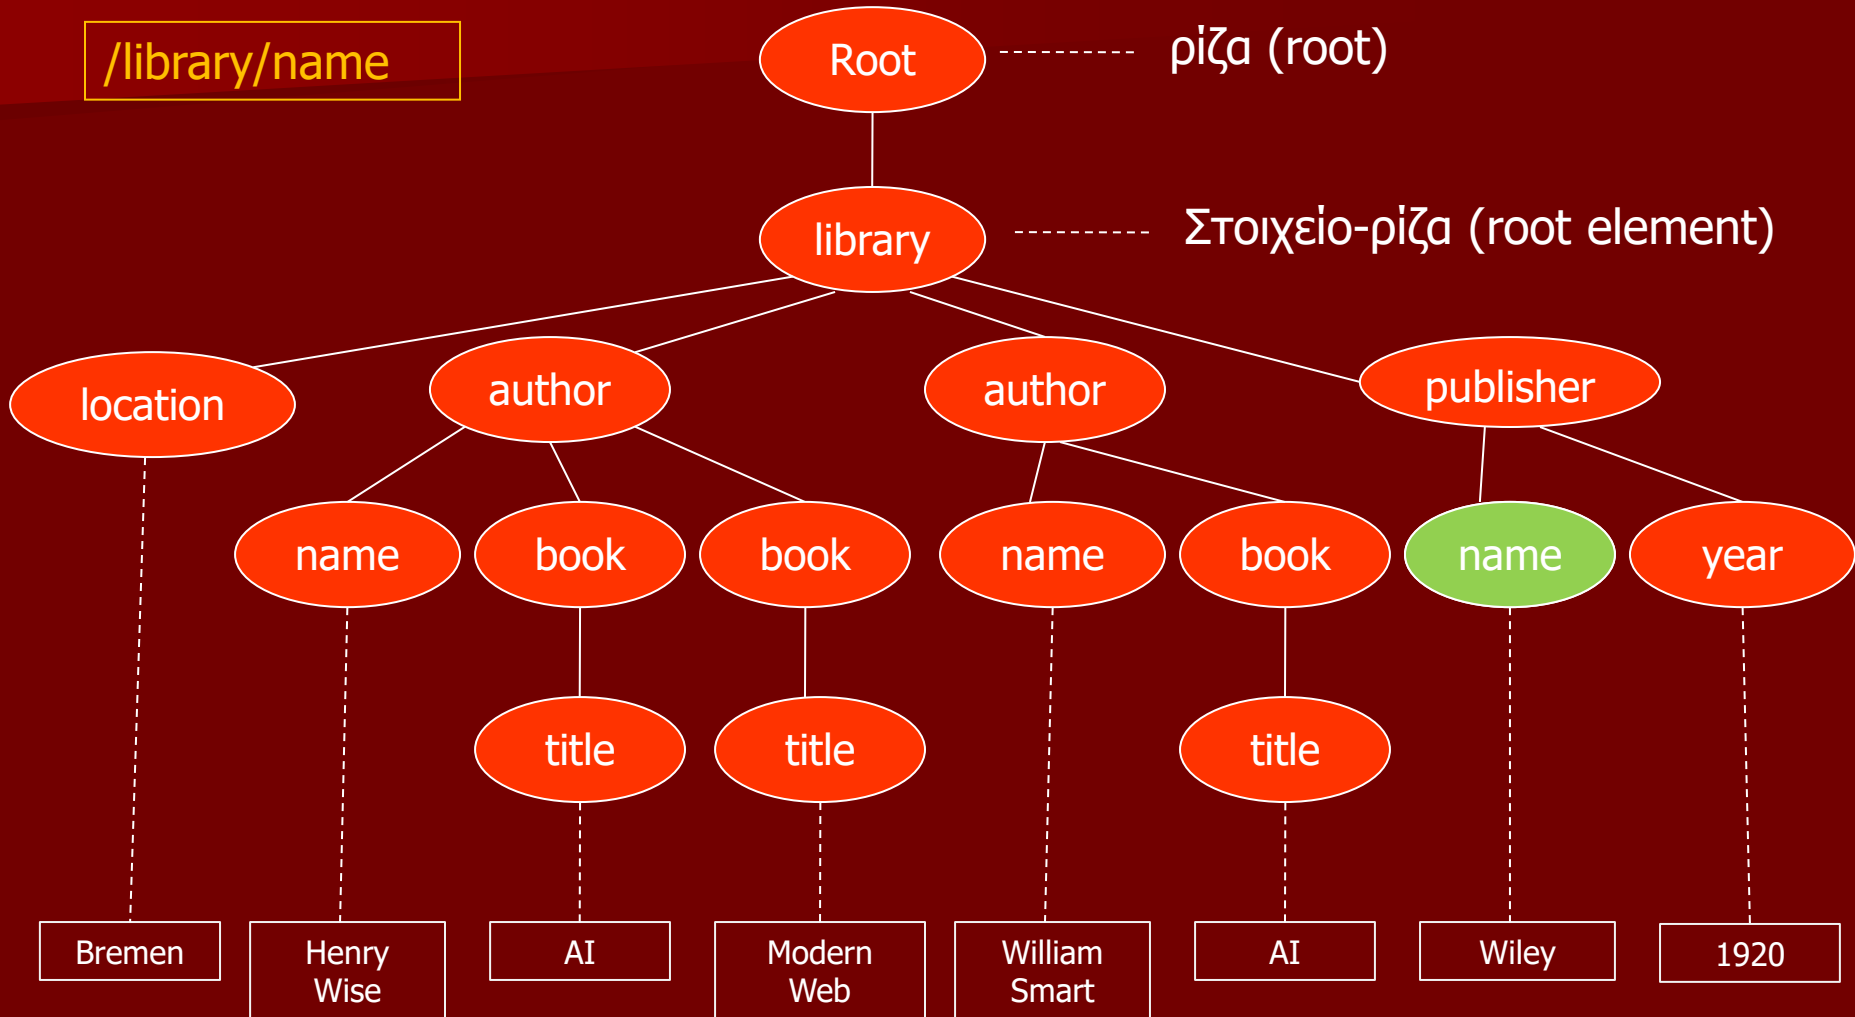 /library/name
Root
ρίζα (root)
library
Στοιχείο-ρίζα (root element)
location
author
author
publisher
name
book
book
name
book
name
year
title
title
title
Bremen
Henry
Wise
AI
Modern
Web
William
Smart
AI
Wiley
1920